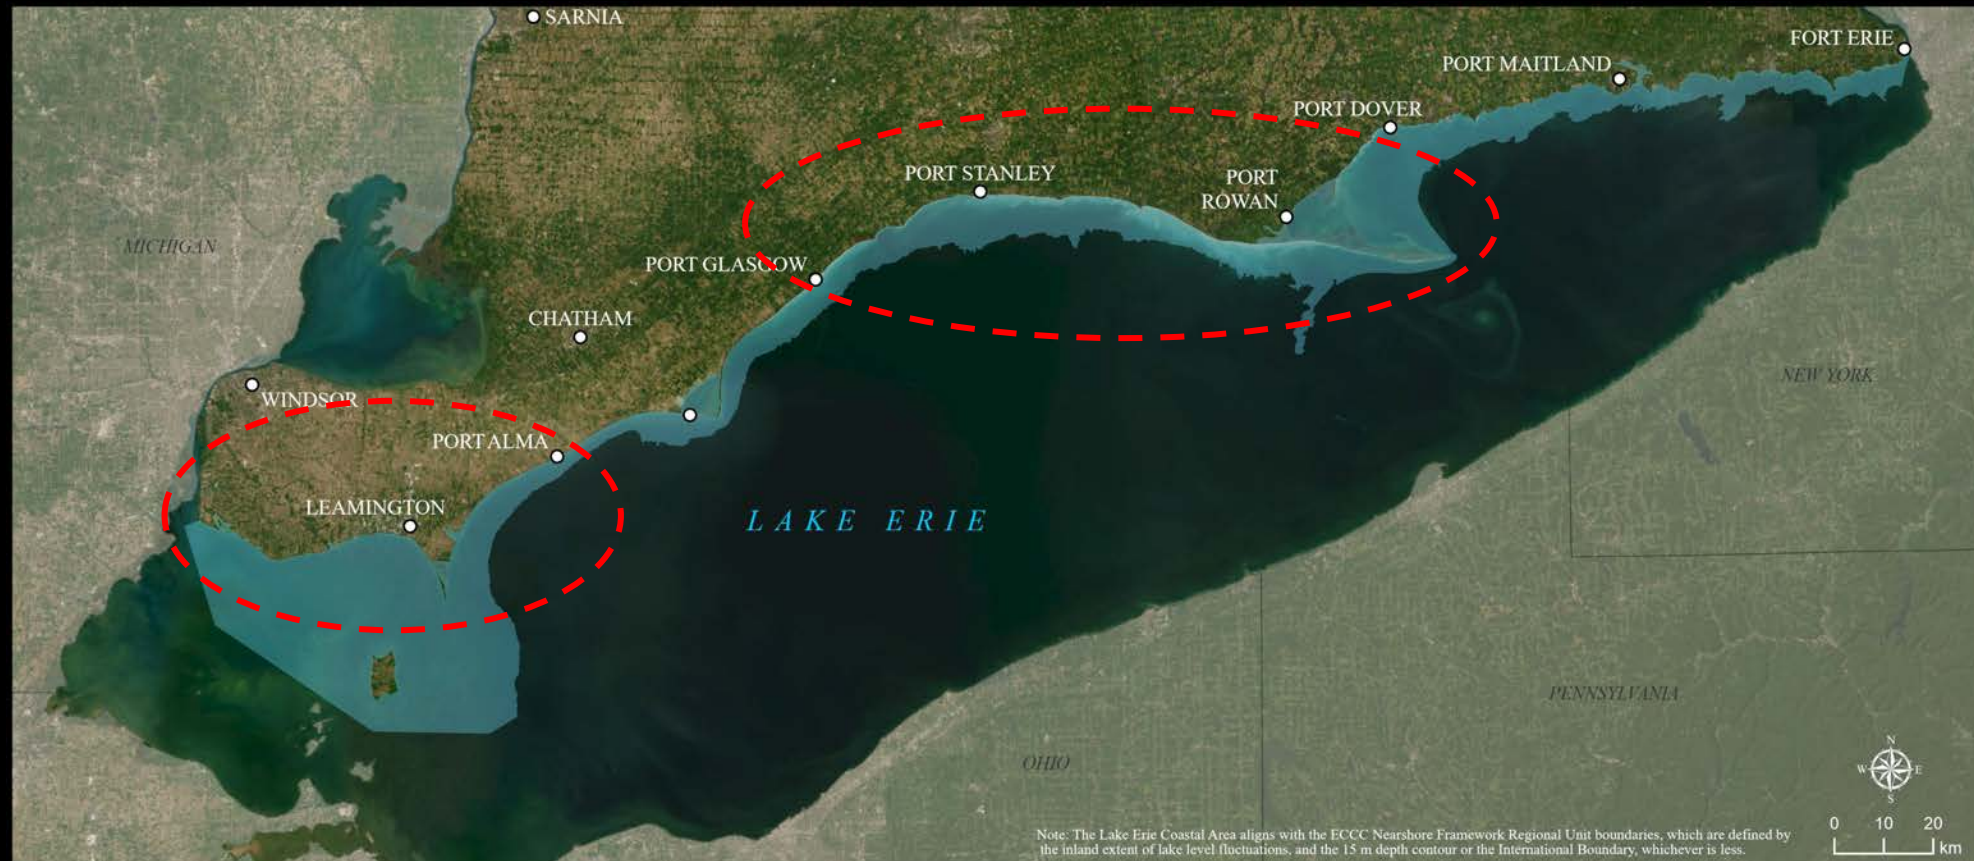 SARNIA
FORT ERIE
PORT MAITLAND
PORT DOVER
PORT STANLEY
PORT
ROWAN
MICHIGAN
PORT GLASGOW
CHATHAM
NEW YORK
WINDSOR
PORT ALMA
LEAMINGTON
LAKE ERIE
PENNSYLVANIA
OHIO
N
W E
S
0 10 20
km
Note: The Lake Erie Coastal Area aligns with the ECCC Nearshore Framework Regional Unit boundaries, which are defined by
the inland extent of lake level fluctuations, and the 15 m depth contour or the International Boundary, whichever is less.